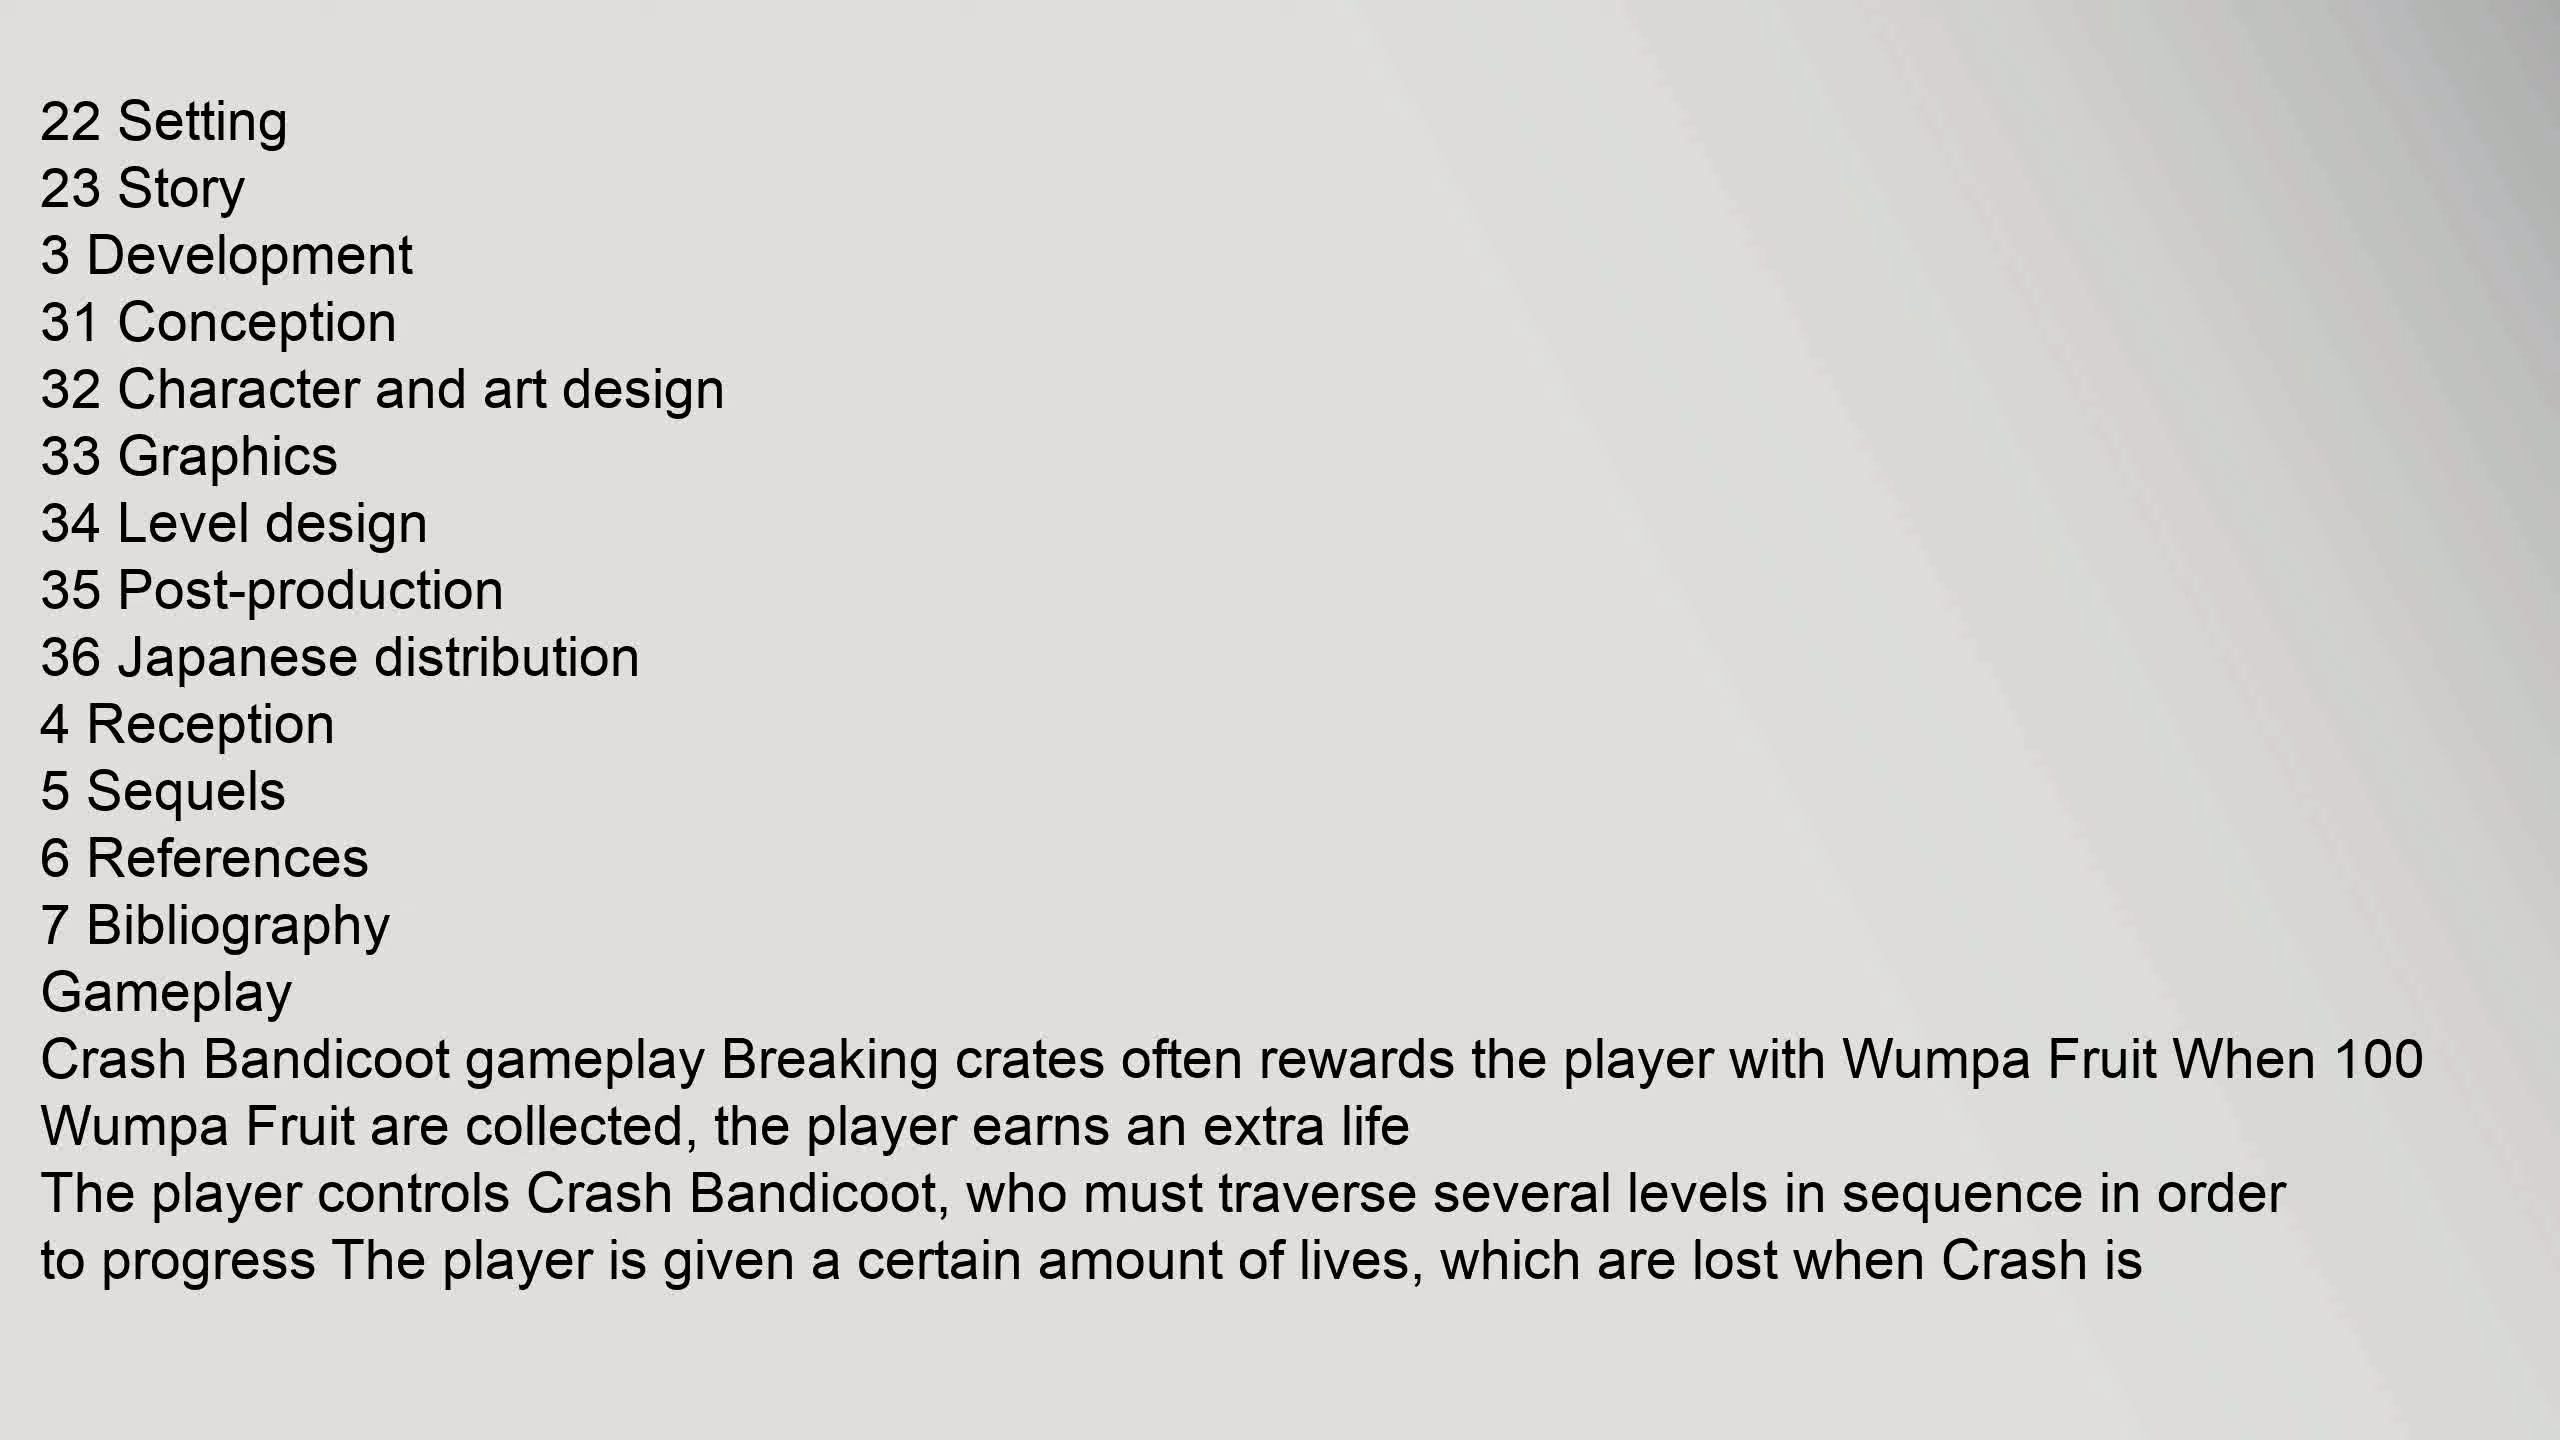 22 Setting
23 Story
3 Development
31 Conception
32 Character and art design
33 Graphics
34 Level design
35 Post-production
36 Japanese distribution
4 Reception
5 Sequels
6 References
7 Bibliography
Gameplay
Crash Bandicoot gameplay Breaking crates often rewards the player with Wumpa Fruit When 100
Wumpa Fruit are collected, the player earns an extra life
The player controls Crash Bandicoot, who must traverse several levels in sequence in order
to progress The player is given a certain amount of lives, which are lost when Crash is